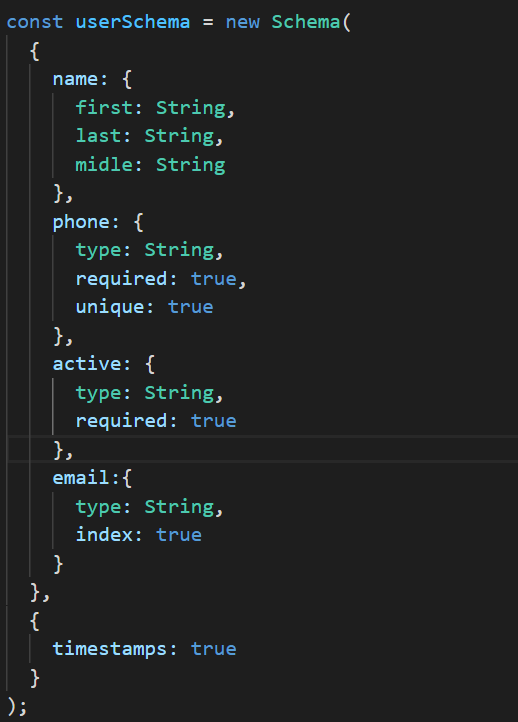 const userSchema = new Schema(
  {
    name: {
      first: String,
      last: String,
      midle: String
    },
    phone: {
      type: String,
      required: true,
      unique: true
    },
    active: {
      type: String,
      required: true
    },
    email:{
      type: String,
      index: true
    }
  },
  {
    timestamps: true
  }
);